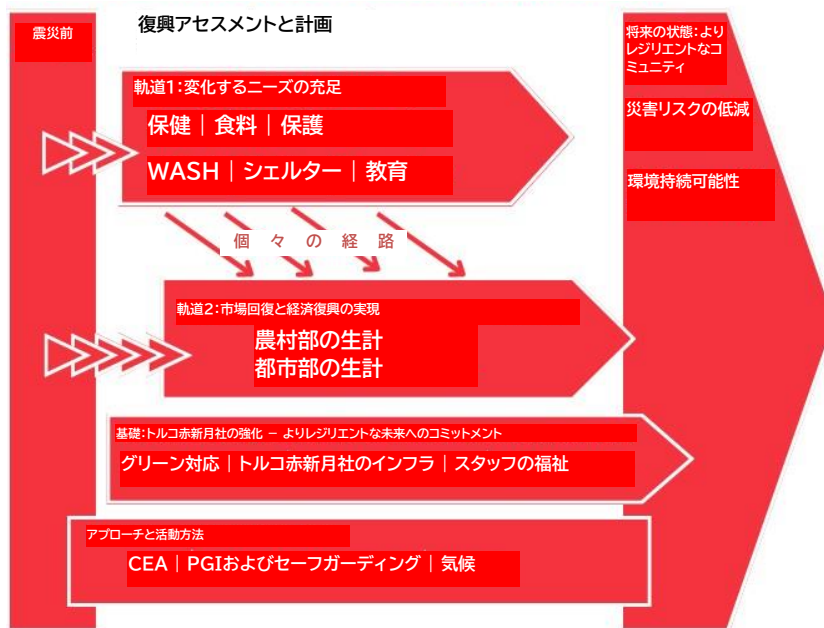 震災前
復興アセスメントと計画
軌道1:変化するニーズの充足
保健 | 食料 | 保護
WASH | シェルター | 教育
個々の経路
軌道2:市場回復と経済復興の実現
農村部の生計
都市部の生計
基礎:トルコ赤新月社の強化 － よりレジリエントな未来へのコミットメント
グリーン対応 | トルコ赤新月社のインフラ | スタッフの福祉
アプローチと活動方法
CEA | PGIおよびセーフガーディング | 気候
将来の状態:より
レジリエントなコ
ミュニティ
災害リスクの低減
環境持続可能性